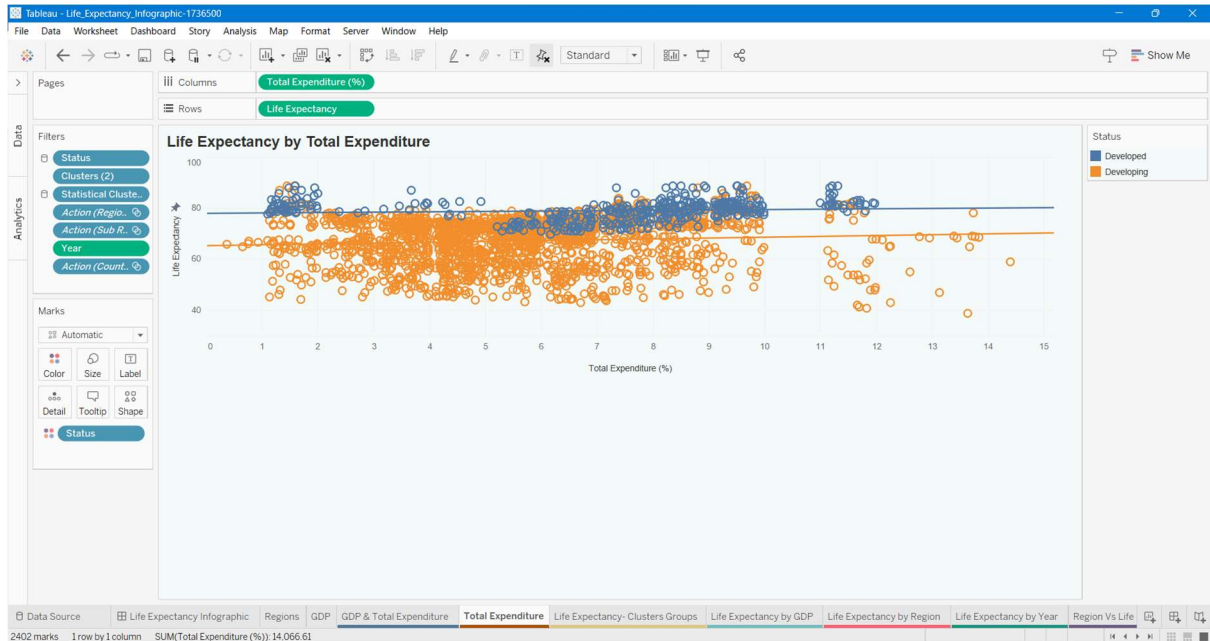 Tableau - Life_Expectancy_Infographic-1736500
File Data Worksheet Dashboard Story Analysis Map Format Server Window Help
Standard
Show Me
Pages
Columns
Total Expenditure (%)
Rows
Life Expectancy
Data
Analytics
Filters
Status
Clusters (2)
Statistical Cluste..
Action (Regio..
Action (Sub R..
Year
Action (Count..
Marks
Automatic
Color Size Label
Detail Tooltip Shape
Status
Life Expectancy by Total Expenditure
100
80
60
40
Life Expectancy
0 1 2 3 4 5 6 7 8 9 10 11 12 13 14 15
Total Expenditure (%)
Status
Developed
Developing
Data Source Life Expectancy Infographic Regions GDP GDP & Total Expenditure Total Expenditure Life Expectancy- Clusters Groups Life Expectancy by GDP Life Expectancy by Region Life Expectancy by Year Region Vs Life
2402 marks 1 row by 1 column SUM(Total Expenditure (%)): 14,066.61